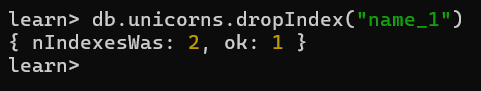 learn> db.unicorns.dropIndex("name_1")
{ nIndexesWas: 2, ok: 1 }
learn>